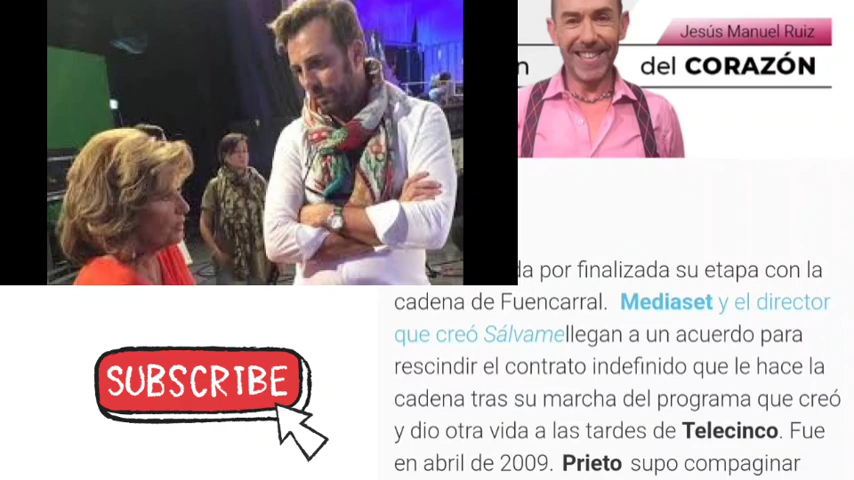 Jesús Manuel Ruiz
n del CORAZÓN
da por finalizada su etapa con la
cadena de Fuencarral. Mediaset y el director
que creó Sálvamellegan a un acuerdo para
rescindir el contrato indefinido que le hace la
cadena tras su marcha del programa que creó
y dio otra vida a las tardes de Telecinco. Fue
en abril de 2009. Prieto supo compaginar
SUBSCRIBE